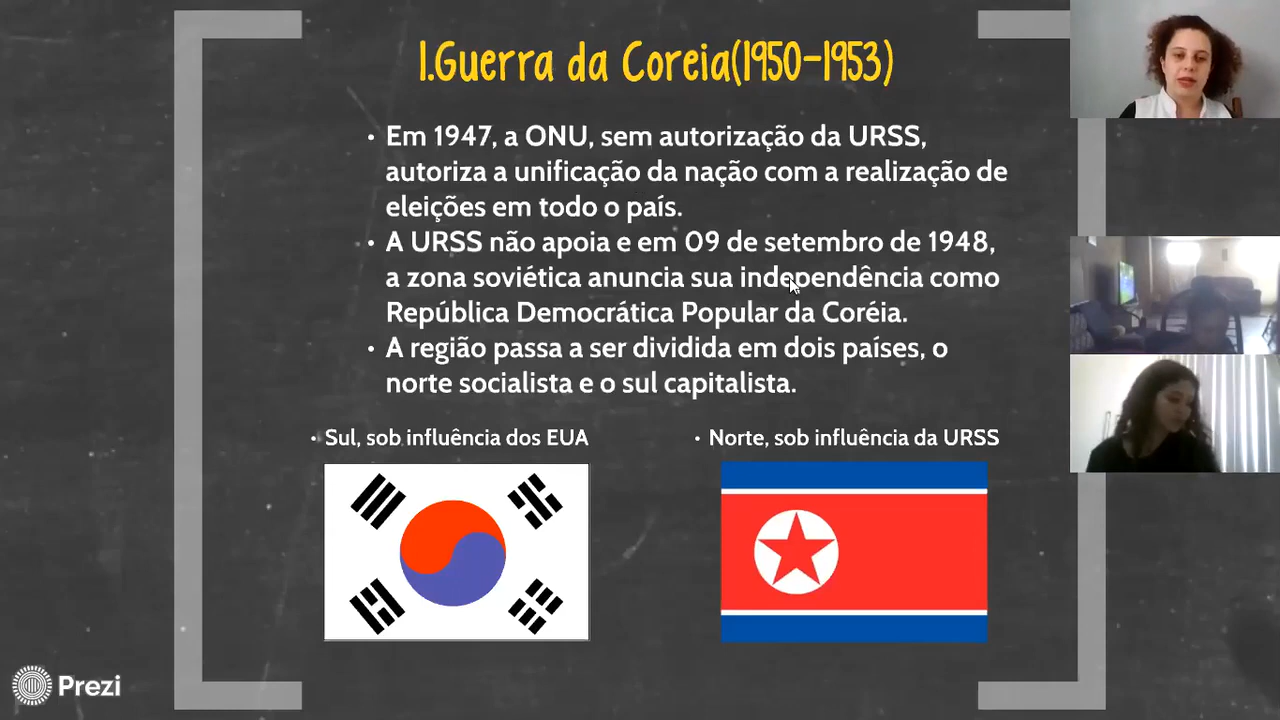 1.Guerra da Coreia(1950-1953)
• Em 1947, a ONU, sem autorização da URSS,
autoriza a unificação da nação com a realização de
eleições em todo o país.
• A URSS não apoia e em 09 de setembro de 1948,
a zona soviética anuncia sua independência como
República Democrática Popular da Coréia.
• A região passa a ser dividida em dois países, o
norte socialista e o sul capitalista.
• Sul, sob influência dos EUA
• Norte, sob influência da URSS
Prezi